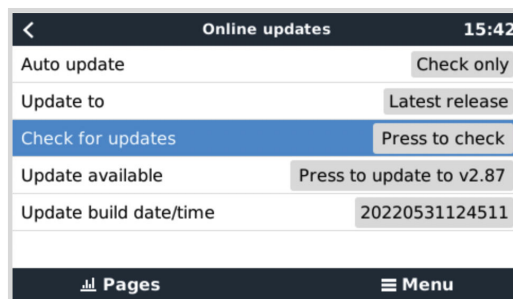 Online updates 15:42
Auto update Check only
Update to Latest release
Check for updates Press to check
Update available Press to update to v2.87
Update build date/time 20220531124511
Pages Menu